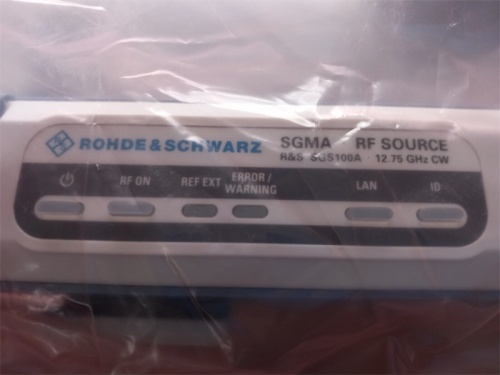 ROHDE & SCHWARZ
SGMA RF SOURCE
R&S SGS100A · 12.75 GHz CW
RF ON
REF EXT
ERROR /
WARNING
LAN
ID